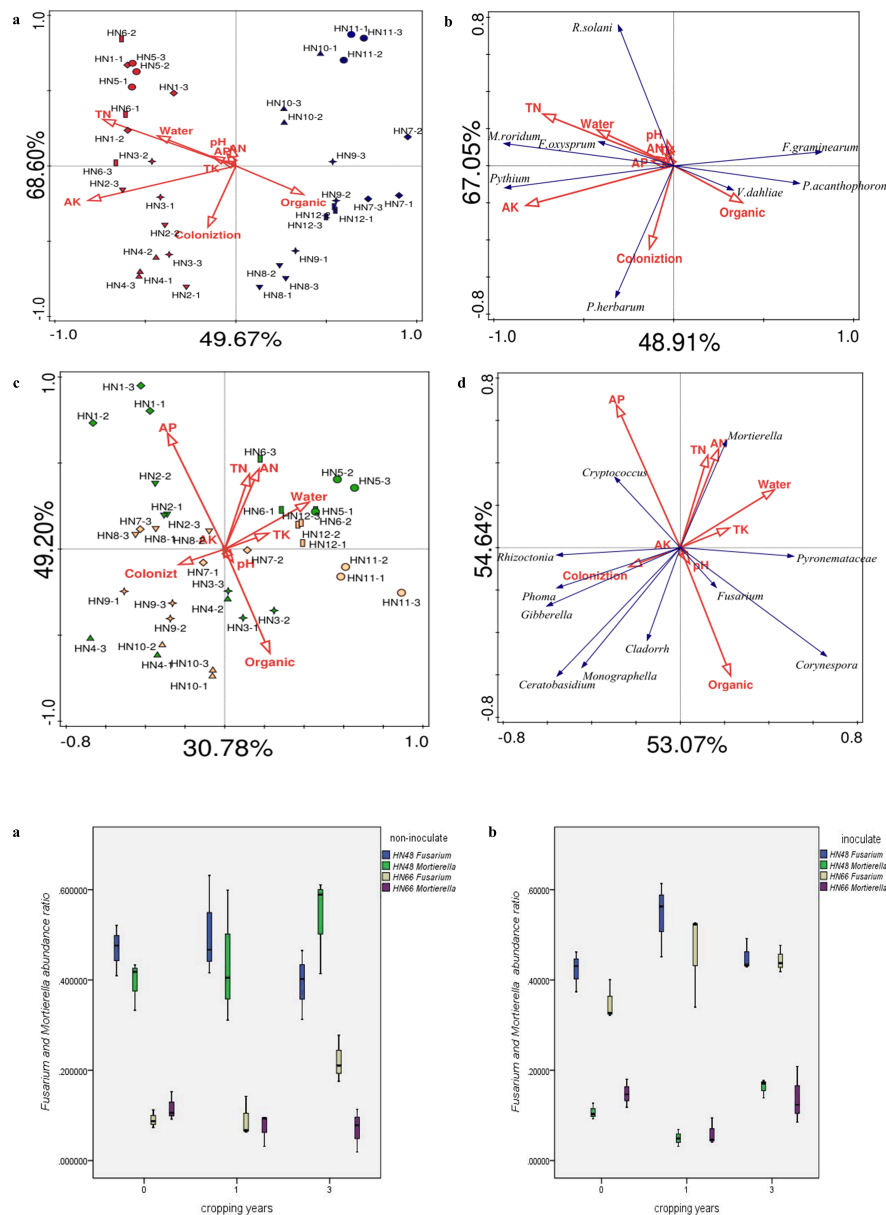 a
1.0
HN6-2
HN11-1
HN11-3
HN10-1
HN11-2
HN1-1
HN5-3
HN5-2
HN5-1
HN1-3
HN6-1
TN
Water
HN10-3
HN10-2
HN7-2
pH
AN
HN1-2
HN3-2
AP
TK
HN9-3
HN6-3
HN2-3
AK
HN3-1
Organic
HN9-2
HN7-1
HN7-3
HN12-2
HN12-1
HN12-3
HN2-2
Coloniztion
HN4-2
HN3-3
HN9-1
HN8-2
HN4-1
HN4-3
HN2-1
HN8-1
HN8-3
68.60%
-1.0
-1.0
49.67%
1.0
b
0.8
R.solani
TN
Water
pH
M.roridum
F.oxysprum
AN
F.graminearum
AP
Pythium
V.dahliae
P.acanthophoron
AK
Organic
Coloniztion
P.herbarum
67.05%
-0.8
-0.8
48.91%
1.0
c
1.0
HN1-3
HN1-1
HN1-2
AP
HN6-3
TN
AN
HN5-2
HN5-3
HN2-2
Water
HN2-1
HN6-1
HN5-1
HN7-3
HN2-3
HN12-3
HN6-2
HN8-3
HN8-1
HN8-2
AK
TK
HN12-2
HN12-1
Colonizt
HN7-1
pH
HN7-2
HN11-2
HN11-1
HN11-3
HN3-3
HN9-1
HN9-3
HN4-2
HN9-2
HN3-1
HN3-2
HN4-3
HN10-2
HN4-1
HN10-3
HN10-1
Organic
49.20%
-1.0
-0.8
30.78%
1.0
d
0.8
AP
TN
AN
Mortierella
Cryptococcus
Water
TK
AK
Rhizoctonia
pH
Pyronemataceae
Coloniztion
Phoma
Fusarium
Gibberella
Cladorrh
Corynespora
Ceratobasidium
Monographella
Organic
54.64%
-0.8
-0.8
53.07%
0.8
a
non-inoculate
HN48 Fusarium
HN48 Mortierella
HN66 Fusarium
HN66 Mortierella
Fusarium and Mortierella abundance ratio
.600000
.400000
.200000
.000000
0
1
3
cropping years
b
inoculate
HN48 Fusarium
HN48 Mortierella
HN66 Fusarium
HN66 Mortierella
Fusarium and Mortierella abundance ratio
.60000
.40000
.20000
.00000
0
1
3
cropping years